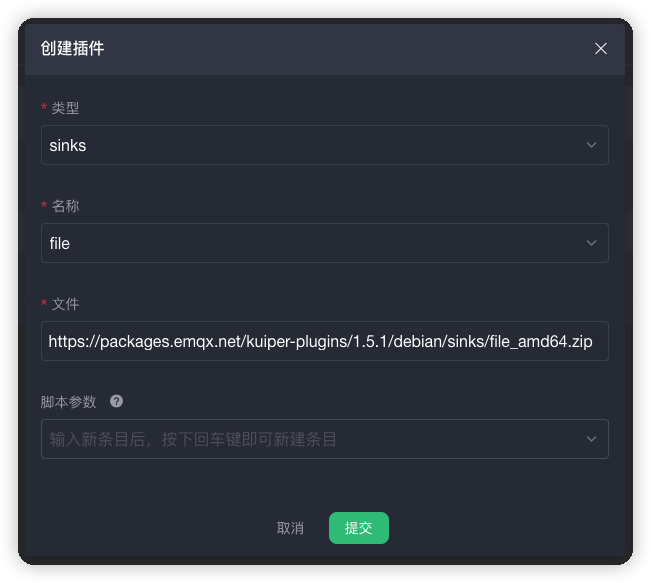 创建插件
* 类型
sinks
* 名称
file
* 文件
https://packages.emqx.net/kuiper-plugins/1.5.1/debian/sinks/file_amd64.zip
脚本参数 ?
输入新条目后，按下回车键即可新建条目
取消 提交